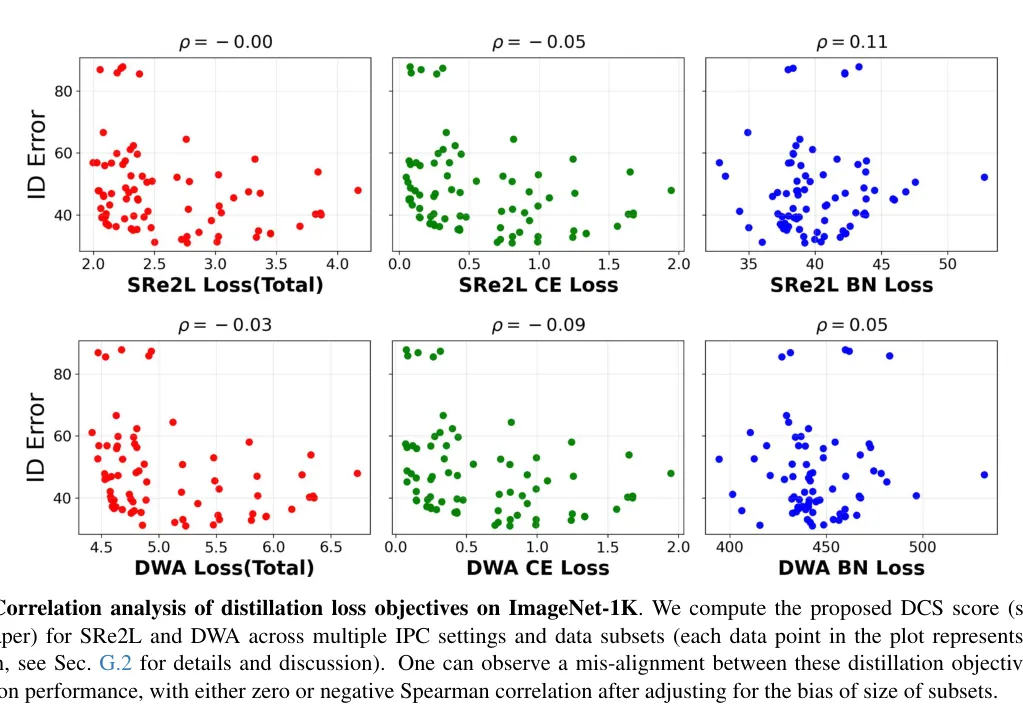 ρ = −0.00
ρ = −0.05
ρ = 0.11
ID Error
80
60
40
2.0 2.5 3.0 3.5 4.0
0.0 0.5 1.0 1.5 2.0
35 40 45 50
SRe2L Loss(Total)
SRe2L CE Loss
SRe2L BN Loss
ρ = −0.03
ρ = −0.09
ρ = 0.05
ID Error
80
60
40
4.5 5.0 5.5 6.0 6.5
0.0 0.5 1.0 1.5 2.0
400 450 500
DWA Loss(Total)
DWA CE Loss
DWA BN Loss
Correlation analysis of distillation loss objectives on ImageNet-1K. We compute the proposed DCS score (s
aper) for SRe2L and DWA across multiple IPC settings and data subsets (each data point in the plot represents
n, see Sec. G.2 for details and discussion). One can observe a mis-alignment between these distillation objectiv
on performance, with either zero or negative Spearman correlation after adjusting for the bias of size of subsets.